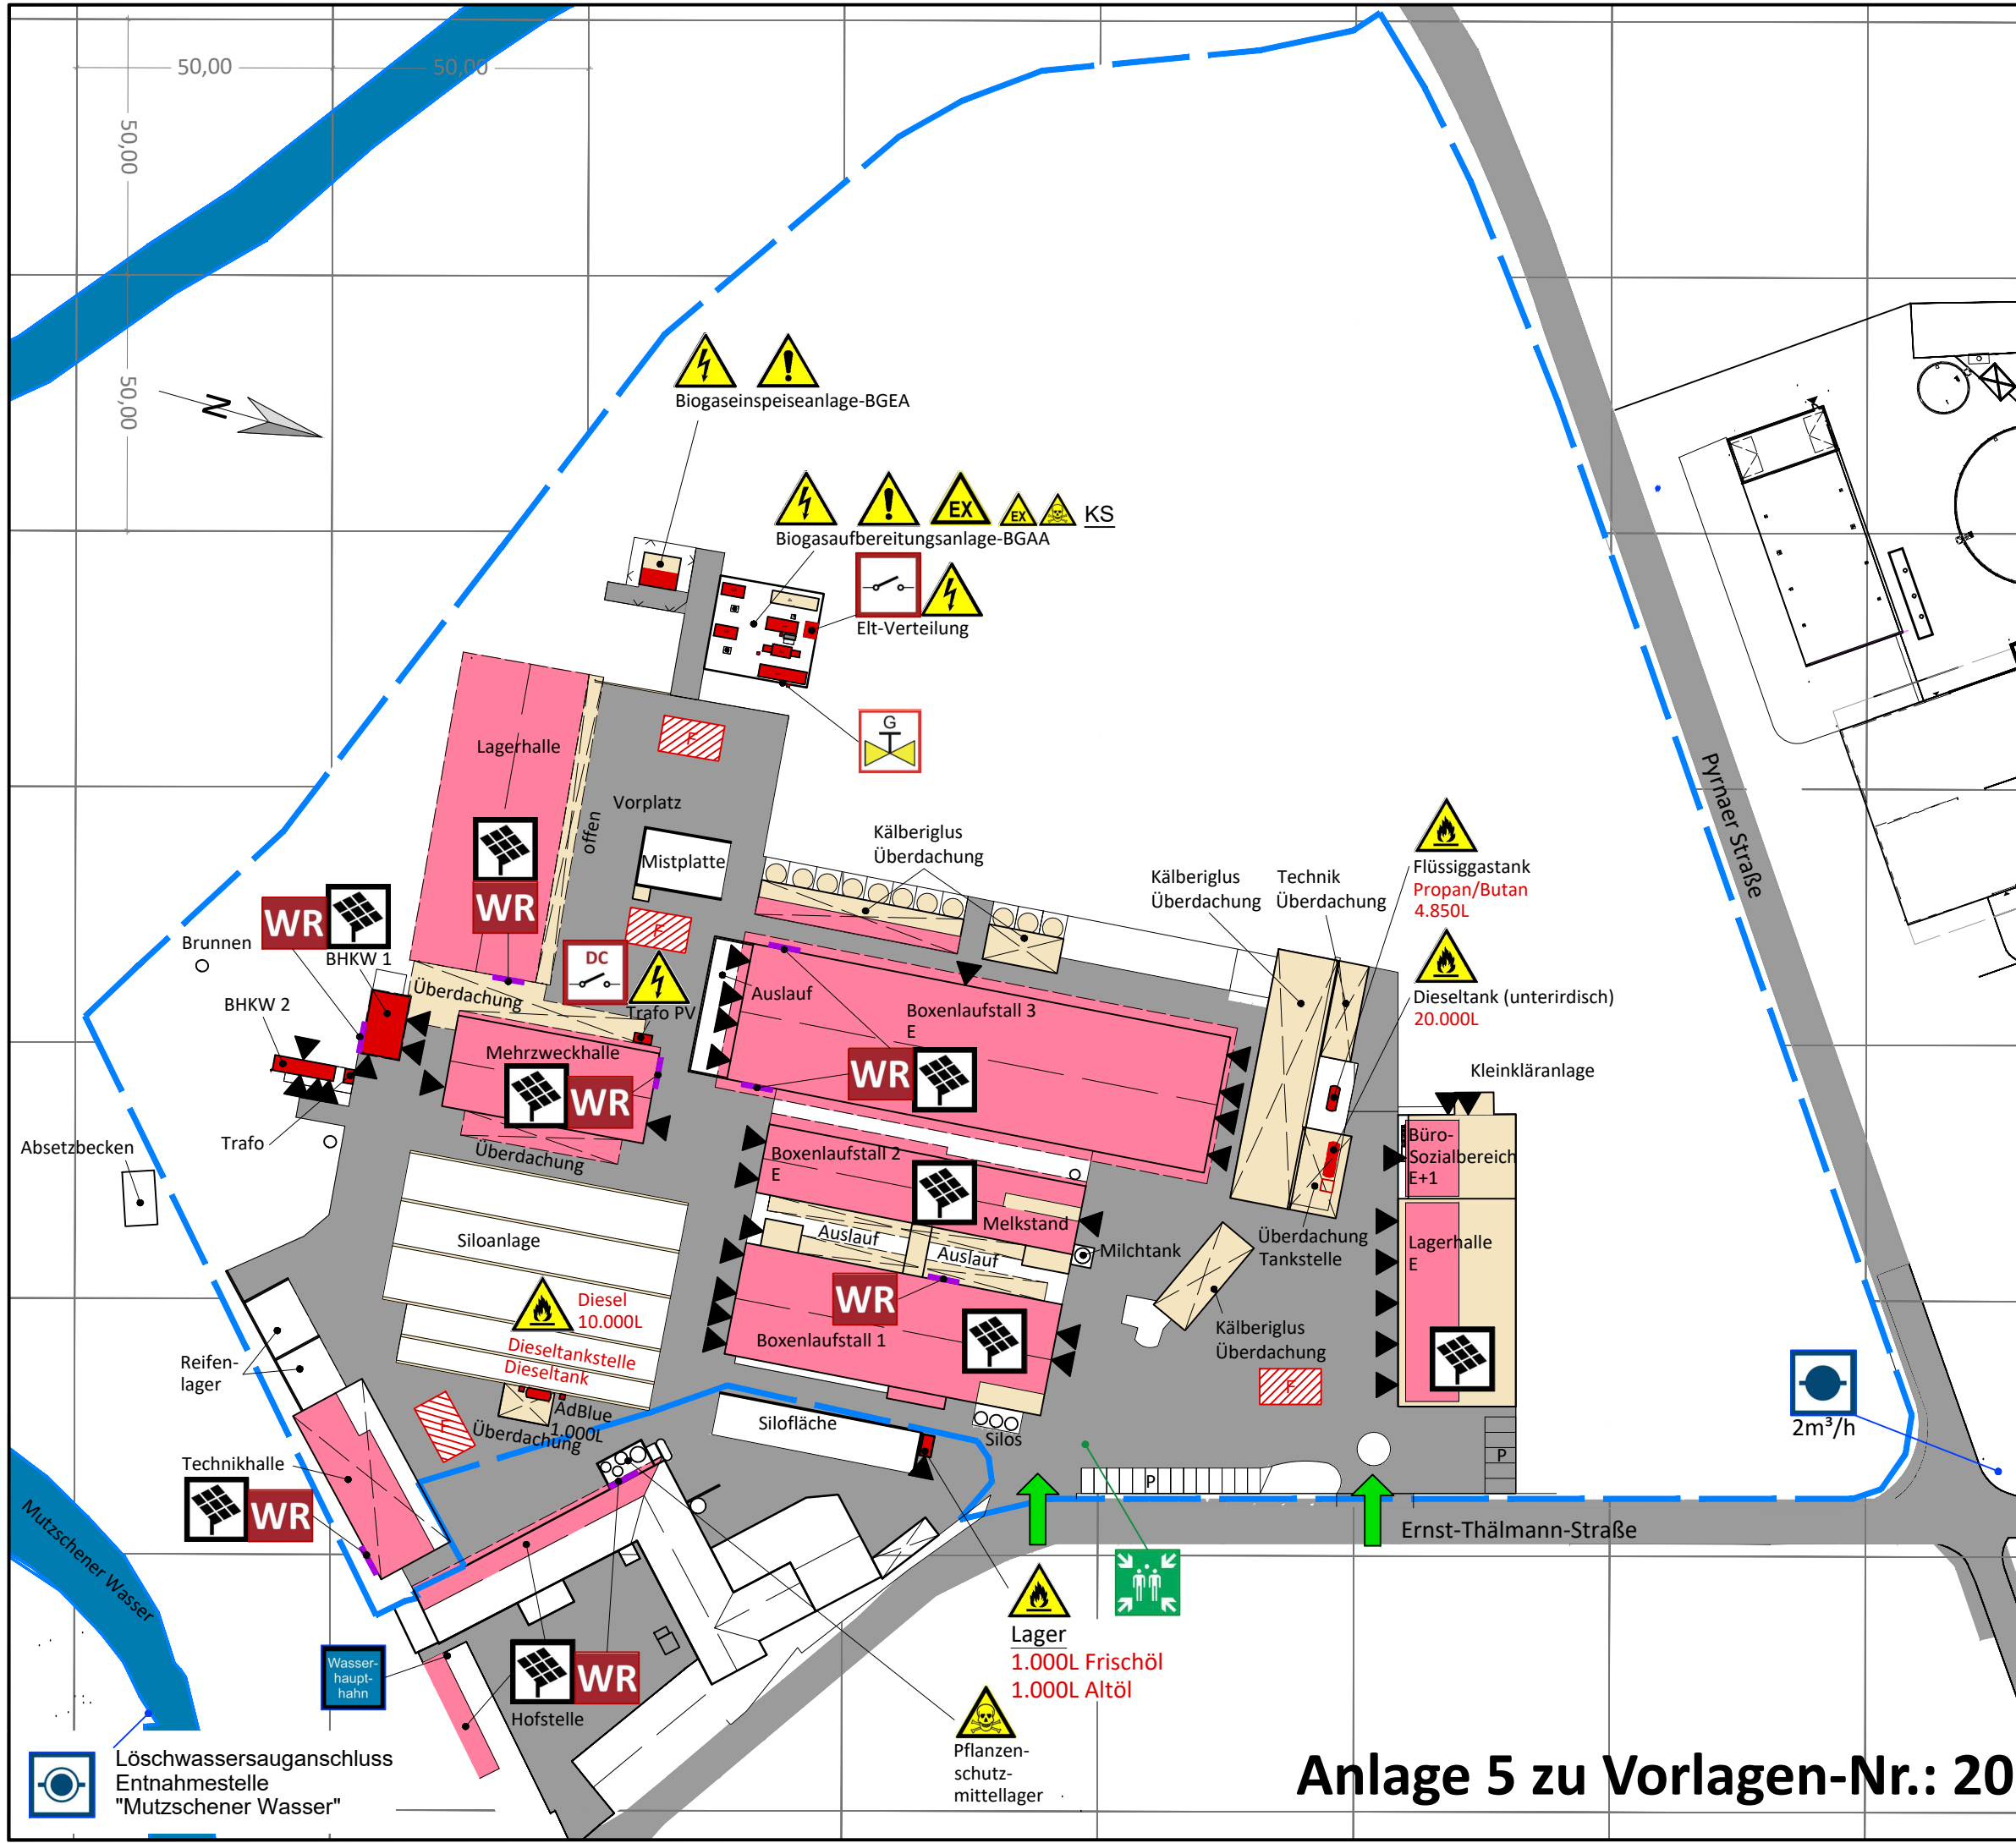 50,00
50,00
50,00
50,00
N
Biogaseinspeiseanlage-BGEA
EX
EX
KS
Biogasaufbereitungsanlage-BGAA
Elt-Verteilung
G
F
Lagerhalle
Vorplatz
offen
Mistplatte
Kälberiglus
Überdachung
Kälberiglus
Überdachung
Technik
Überdachung
Flüssiggastank
Propan/Butan
4.850L
Dieseltank (unterirdisch)
20.000L
Pyrnaer Straße
WR
WR
Brunnen
BHKW 1
BHKW 2
F
DC
Trafo PV
Überdachung
Auslauf
Boxenlaufstall 3
E
Mehrzweckhalle
WR
WR
Kleinkläranlage
Trafo
Absetzbecken
Überdachung
Boxenlaufstall 2
E
Büro-
Sozialbereich
E+1
Melkstand
Auslauf
Auslauf
Milchtank
Überdachung
Tankstelle
Lagerhalle
E
Siloanlage
Diesel
10.000L
Dieseltankstelle
Dieseltank
WR
Boxenlaufstall 1
Kälberiglus
Überdachung
F
Reifen-
lager
AdBlue
1.000L
Überdachung
F
Silofläche
Silos
2m³/h
P
P
Technikhalle
WR
Ernst-Thälmann-Straße
Mutzschener Wasser
Lager
1.000L Frischöl
1.000L Altöl
Wasser-
haupt-
hahn
WR
Hofstelle
Pflanzen-
schutz-
mittellager
Löschwassersauganschluss
Entnahmestelle
"Mutzschener Wasser"
Anlage 5 zu Vorlagen-Nr.: 20